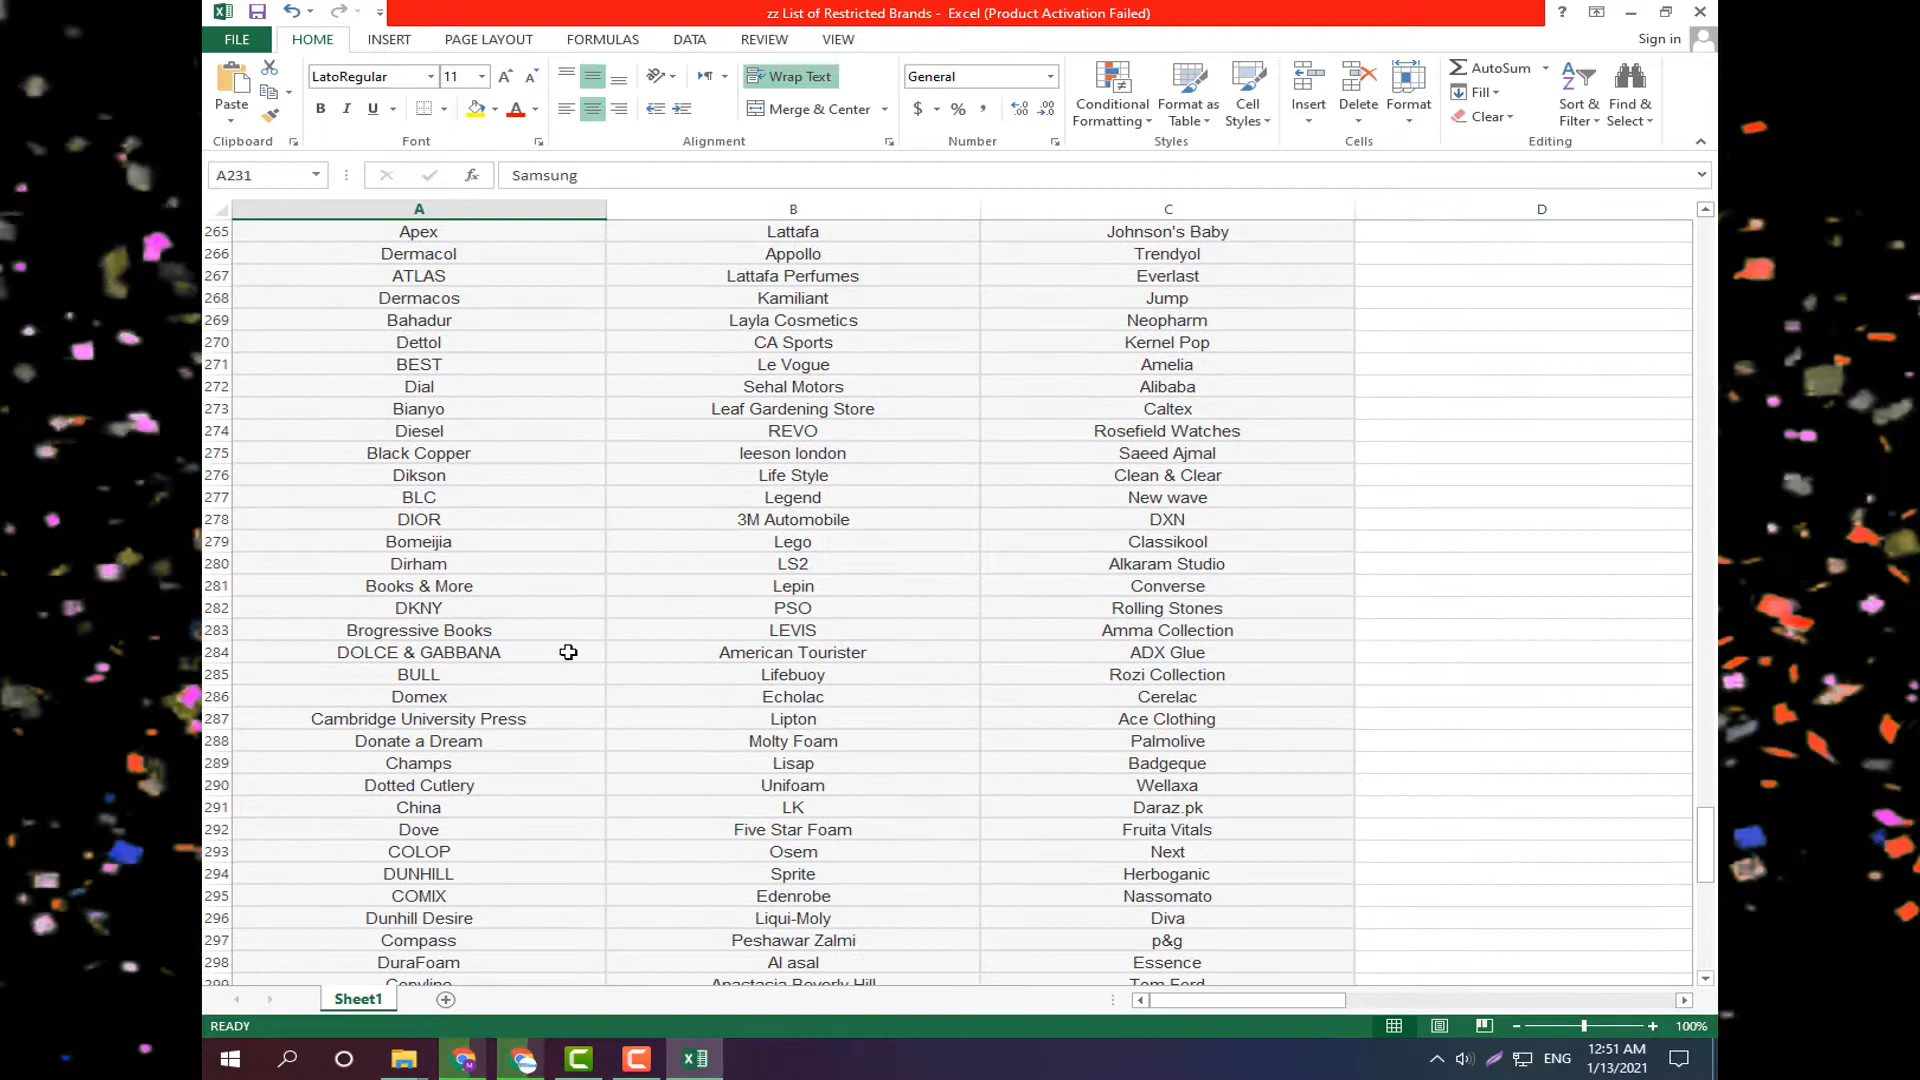 zz List of Restricted Brands - Excel (Product Activation Failed)
FILE HOME INSERT PAGE LAYOUT FORMULAS DATA REVIEW VIEW Sign in
Paste LatoRegular 11 Wrap Text General Conditional Formatting Format as Table Cell Styles Insert Delete Format AutoSum Fill Clear Sort & Filter Find & Select
B I U Merge & Center $ % ,
Clipboard Font Alignment Number Styles Cells Editing
A231 fx Samsung
A B C D
265 Apex Lattafa Johnson's Baby
266 Dermacol Appollo Trendyol
267 ATLAS Lattafa Perfumes Everlast
268 Dermacos Kamiliant Jump
269 Bahadur Layla Cosmetics Neopharm
270 Dettol CA Sports Kernel Pop
271 BEST Le Vogue Amelia
272 Dial Sehal Motors Alibaba
273 Bianyo Leaf Gardening Store Caltex
274 Diesel REVO Rosefield Watches
275 Black Copper leeson london Saeed Ajmal
276 Dikson Life Style Clean & Clear
277 BLC Legend New wave
278 DIOR 3M Automobile DXN
279 Bomeijia Lego Classikool
280 Dirham LS2 Alkaram Studio
281 Books & More Lepin Converse
282 DKNY PSO Rolling Stones
283 Brogressive Books LEVIS Amma Collection
284 DOLCE & GABBANA American Tourister ADX Glue
285 BULL Lifebuoy Rozi Collection
286 Domex Echolac Cerelac
287 Cambridge University Press Lipton Ace Clothing
288 Donate a Dream Molty Foam Palmolive
289 Champs Lisap Badgeque
290 Dotted Cutlery Unifoam Wellaxa
291 China LK Daraz.pk
292 Dove Five Star Foam Fruita Vitals
293 COLOP Osem Next
294 DUNHILL Sprite Herboganic
295 COMIX Edenrobe Nassomato
296 Dunhill Desire Liqui-Moly Diva
297 Compass Peshawar Zalmi p&g
298 DuraFoam Al asal Essence
299 Copyline Anastasia Beverly Hill Tom Ford
Sheet1
READY 100%
ENG 12:51 AM
1/13/2021